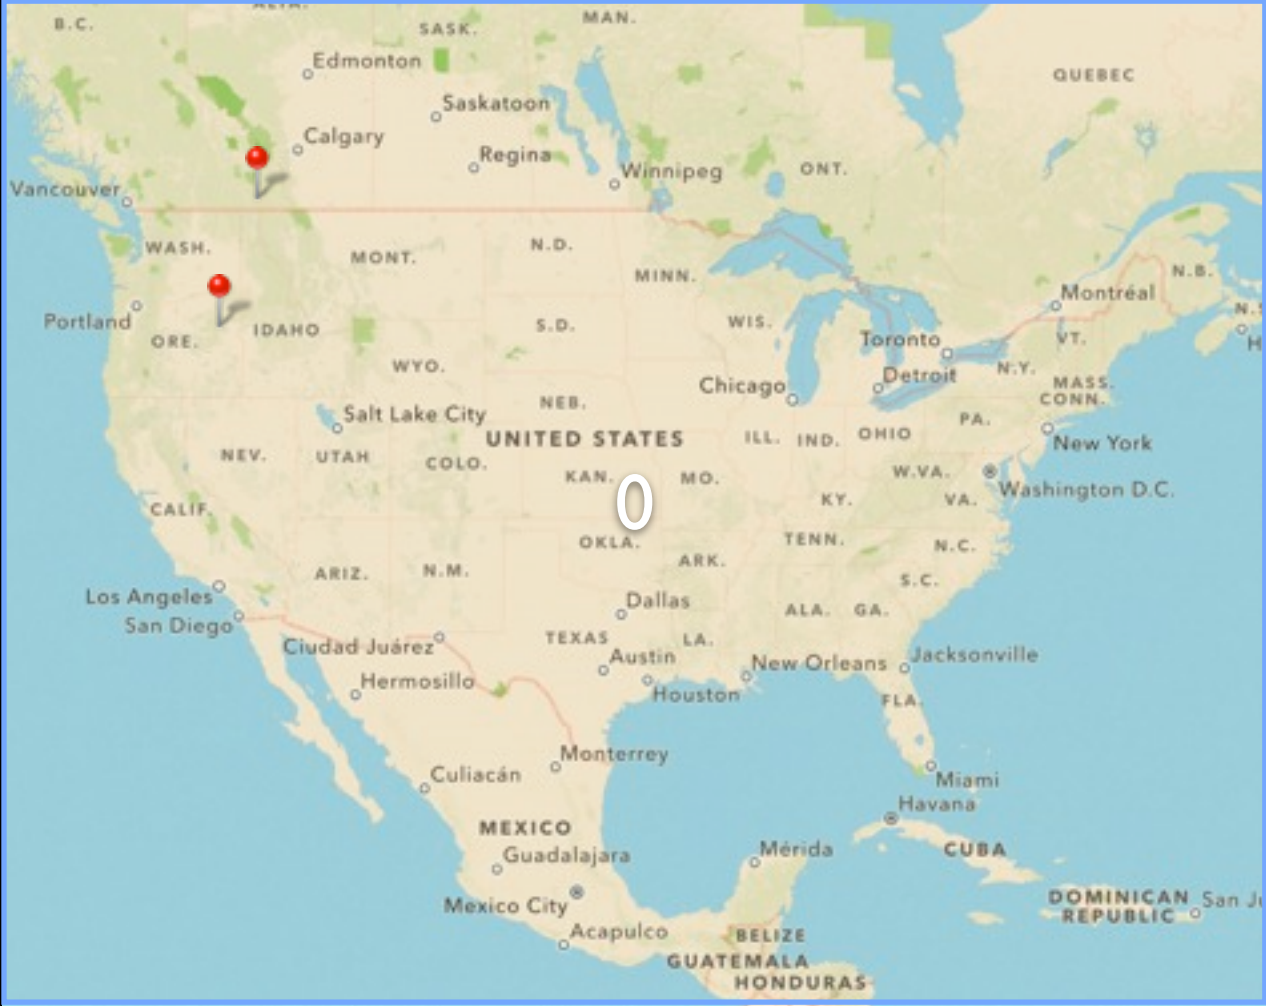 ALTA.
B.C.
SASK.
MAN.
Edmonton
QUEBEC
Saskatoon
Calgary
Regina
Winnipeg
ONT.
Vancouver
WASH.
N.D.
MONT.
MINN.
N.B.
Montréal
Portland
IDAHO
ORE.
S.D.
WIS.
Toronto
VT.
WYO.
N.Y.
Detroit
Chicago
MASS.
CONN.
NEB.
Salt Lake City
PA.
UNITED STATES
ILL.
IND.
OHIO
New York
NEV.
UTAH
COLO.
KAN.
MO.
W.VA.
Washington D.C.
KY.
VA.
0
CALIF.
OKLA.
TENN.
N.C.
ARK.
ARIZ.
N.M.
S.C.
Los Angeles
Dallas
ALA.
GA.
San Diego
TEXAS
LA.
Ciudad Juárez
Austin
New Orleans
Jacksonville
Hermosillo
Houston
FLA.
Monterrey
Culiacán
Miami
Havana
MEXICO
Guadalajara
Mérida
CUBA
Mexico City
DOMINICAN
REPUBLIC
San Ju
Acapulco
BELIZE
GUATEMALA
HONDURAS